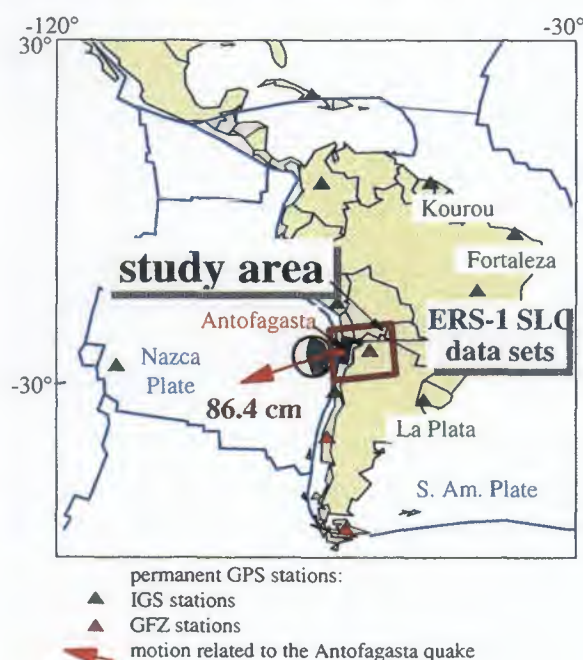 -120°
-30°
30°
Kourou
Fortaleza
study area
Antofagasta
ERS-1 SLC
data sets
Nazca
Plate
-30°
86.4 cm
La Plata
S. Am. Plate
permanent GPS stations:
IGS stations
GFZ stations
motion related to the Antofagasta quake